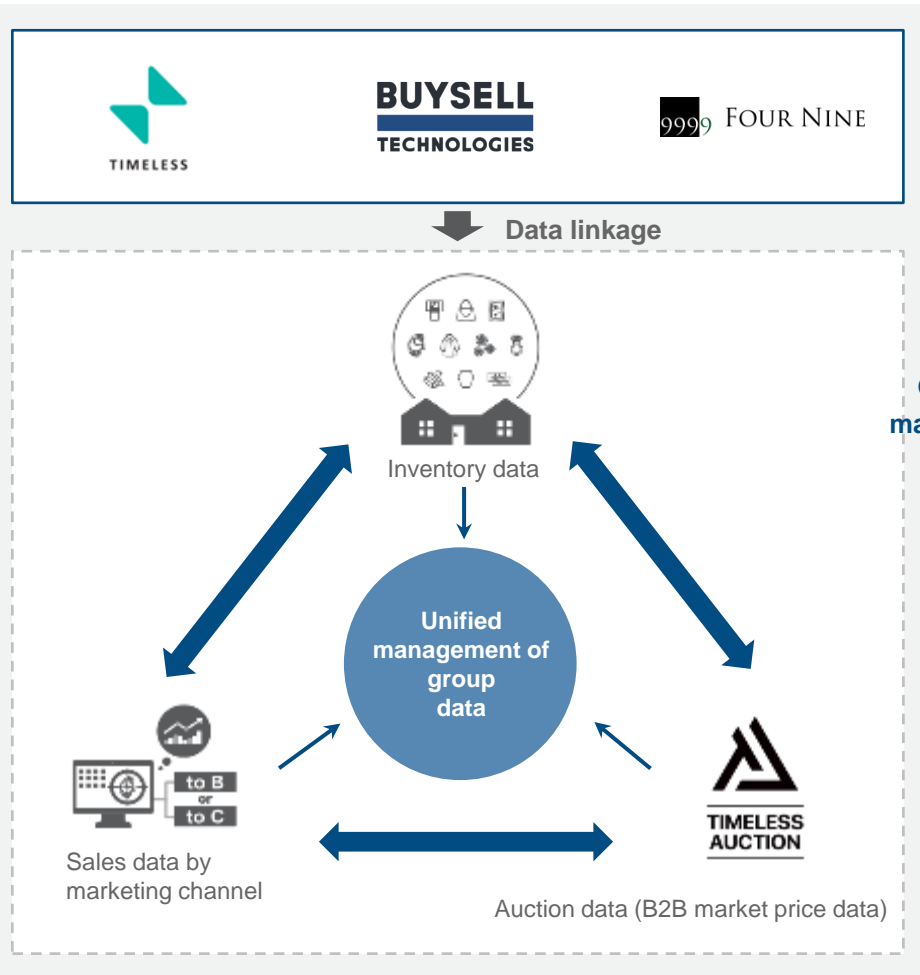 TIMELESS
BUYSELL
TECHNOLOGIES
9999 FOUR NINE
Data linkage
Inventory data
Unified
management of
group
data
to B
or
to C
Sales data by
marketing channel
TIMELESS
AUCTION
Auction data (B2B market price data)